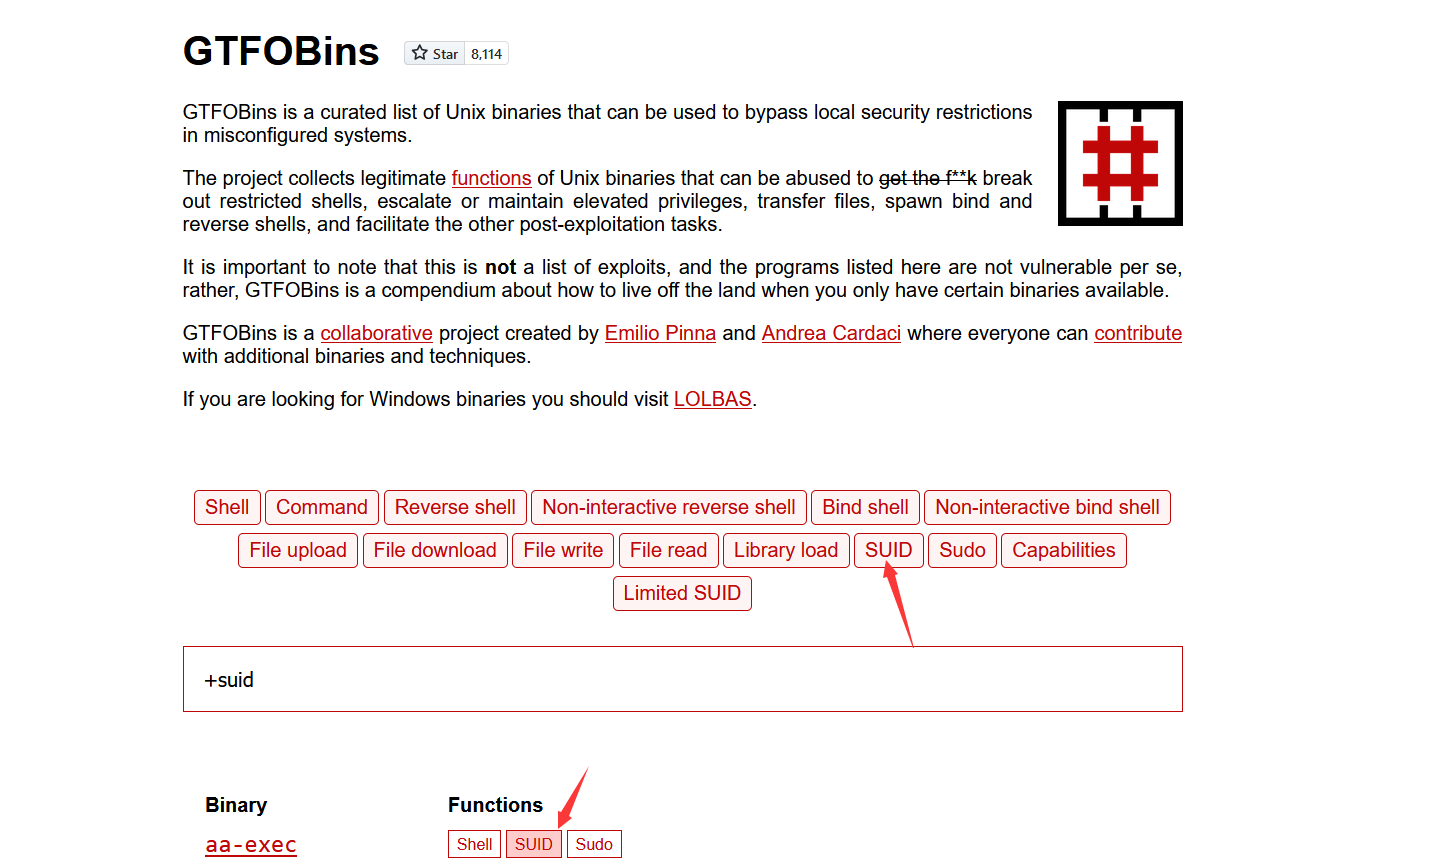 GTFOBins
Star 8,114
GTFOBins is a curated list of Unix binaries that can be used to bypass local security restrictions
in misconfigured systems.
The project collects legitimate functions of Unix binaries that can be abused to get the f**k break
out restricted shells, escalate or maintain elevated privileges, transfer files, spawn bind and
reverse shells, and facilitate the other post-exploitation tasks.
It is important to note that this is not a list of exploits, and the programs listed here are not vulnerable per se,
rather, GTFOBins is a compendium about how to live off the land when you only have certain binaries available.
GTFOBins is a collaborative project created by Emilio Pinna and Andrea Cardaci where everyone can contribute
with additional binaries and techniques.
If you are looking for Windows binaries you should visit LOLBAS.
Shell Command Reverse shell Non-interactive reverse shell Bind shell Non-interactive bind shell
File upload File download File write File read Library load SUID Sudo Capabilities
Limited SUID
+suid
Binary Functions
aa-exec Shell SUID Sudo